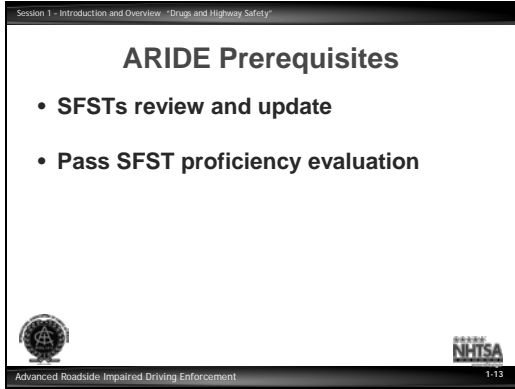 Session 1 - Introduction and Overview "Drugs and Highway Safety"
ARIDE Prerequisites
• SFSTs review and update
• Pass SFST proficiency evaluation
NHTSA
Advanced Roadside Impaired Driving Enforcement
1-13